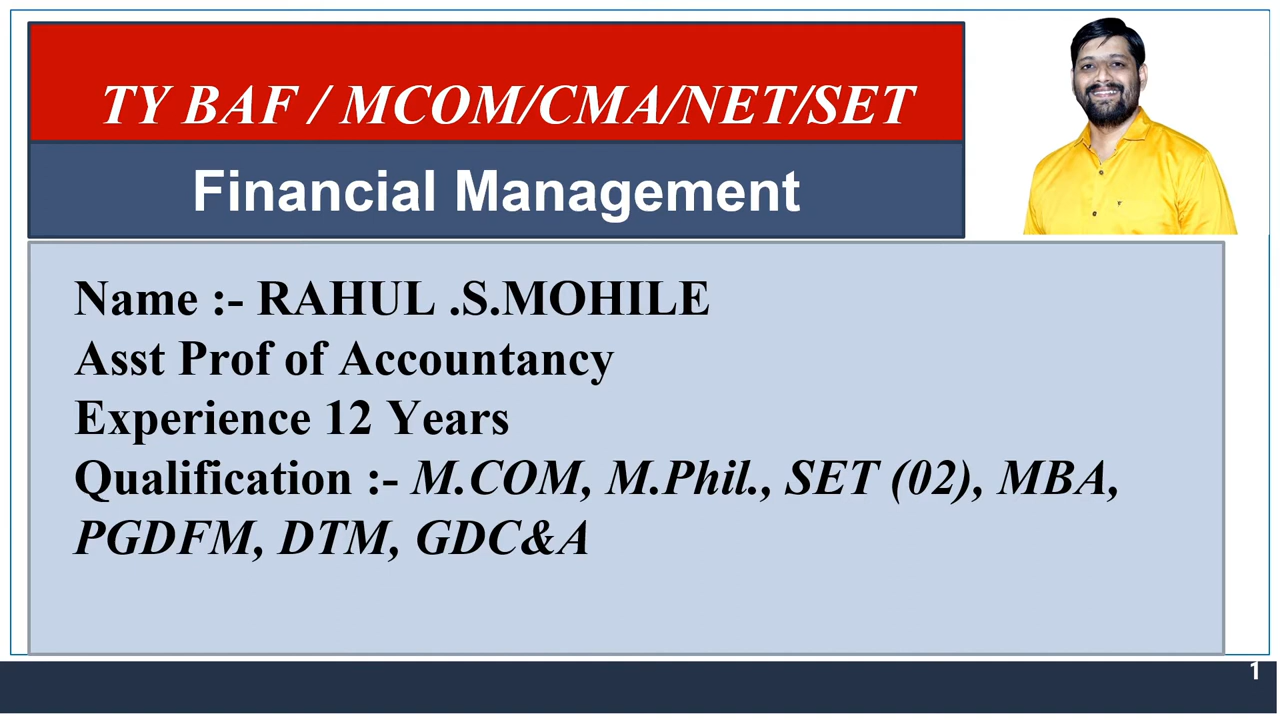 TY BAF / MCOM/CMA/NET/SET
Financial Management
Name :- RAHUL .S.MOHILE
Asst Prof of Accountancy
Experience 12 Years
Qualification :- M.COM, M.Phil., SET (02), MBA,
PGDFM, DTM, GDC&A
1